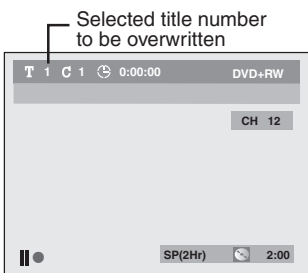 Selected title number
to be overwritten
T 1 C 1 0:00:00 DVD+RW
CH 12
SP(2Hr) 2:00